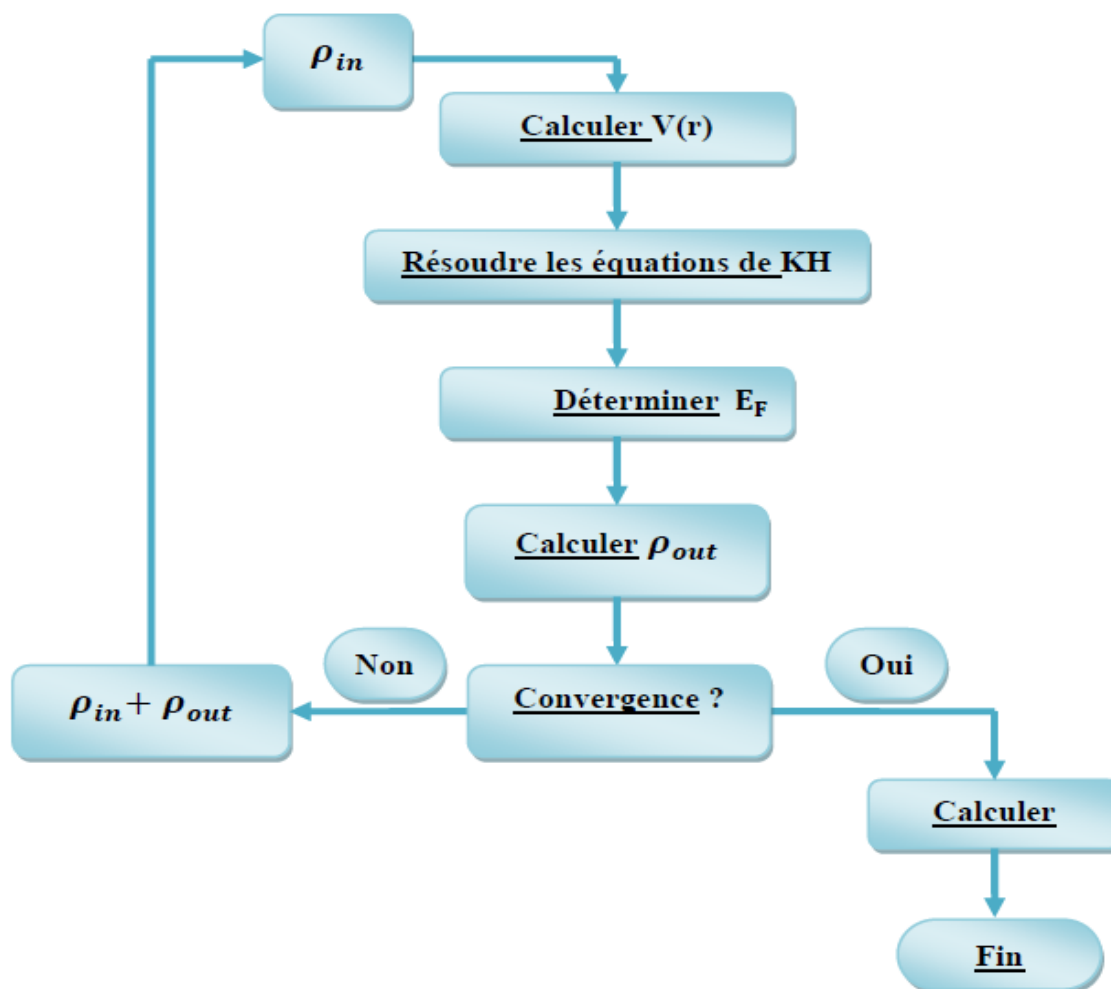 ρin
Calculer V(r)
Résoudre les équations de KH
Déterminer EF
Calculer ρout
Non
Oui
ρin+ ρout
Convergence ?
Calculer
Fin